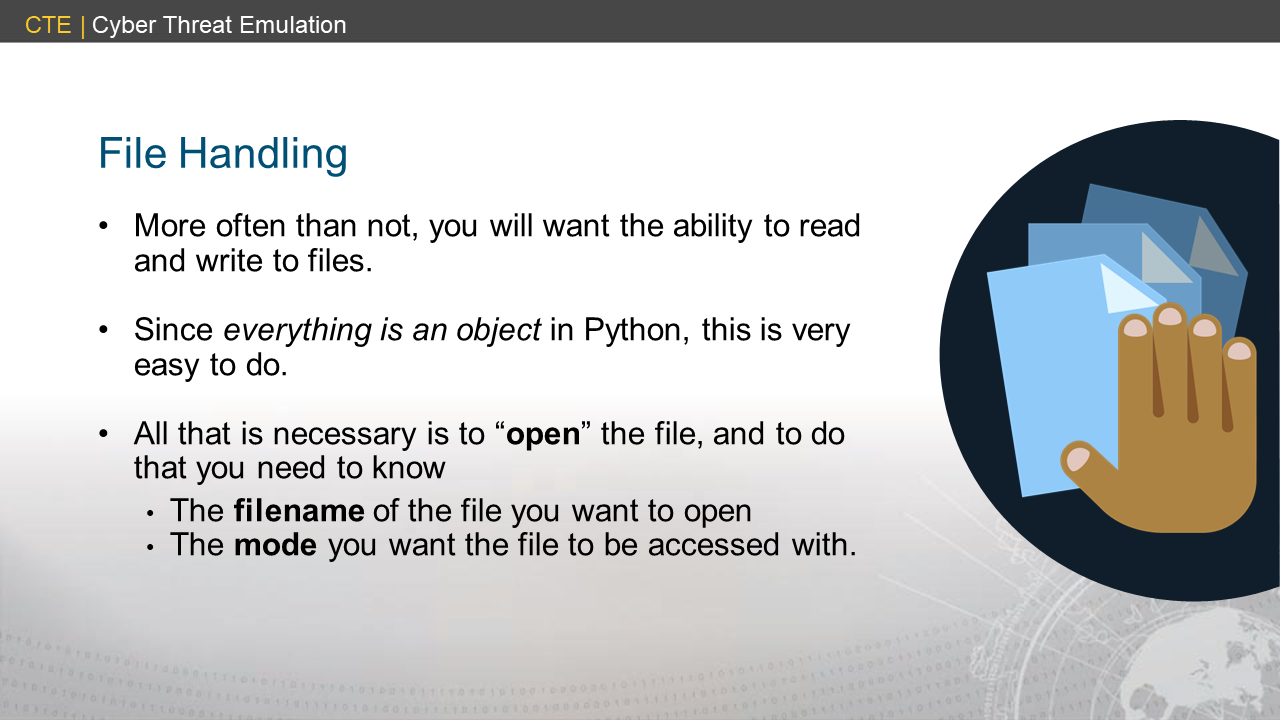 CTE | Cyber Threat Emulation
File Handling
• More often than not, you will want the ability to read
and write to files.
• Since everything is an object in Python, this is very
easy to do.
• All that is necessary is to “open” the file, and to do
that you need to know
• The filename of the file you want to open
• The mode you want the file to be accessed with.